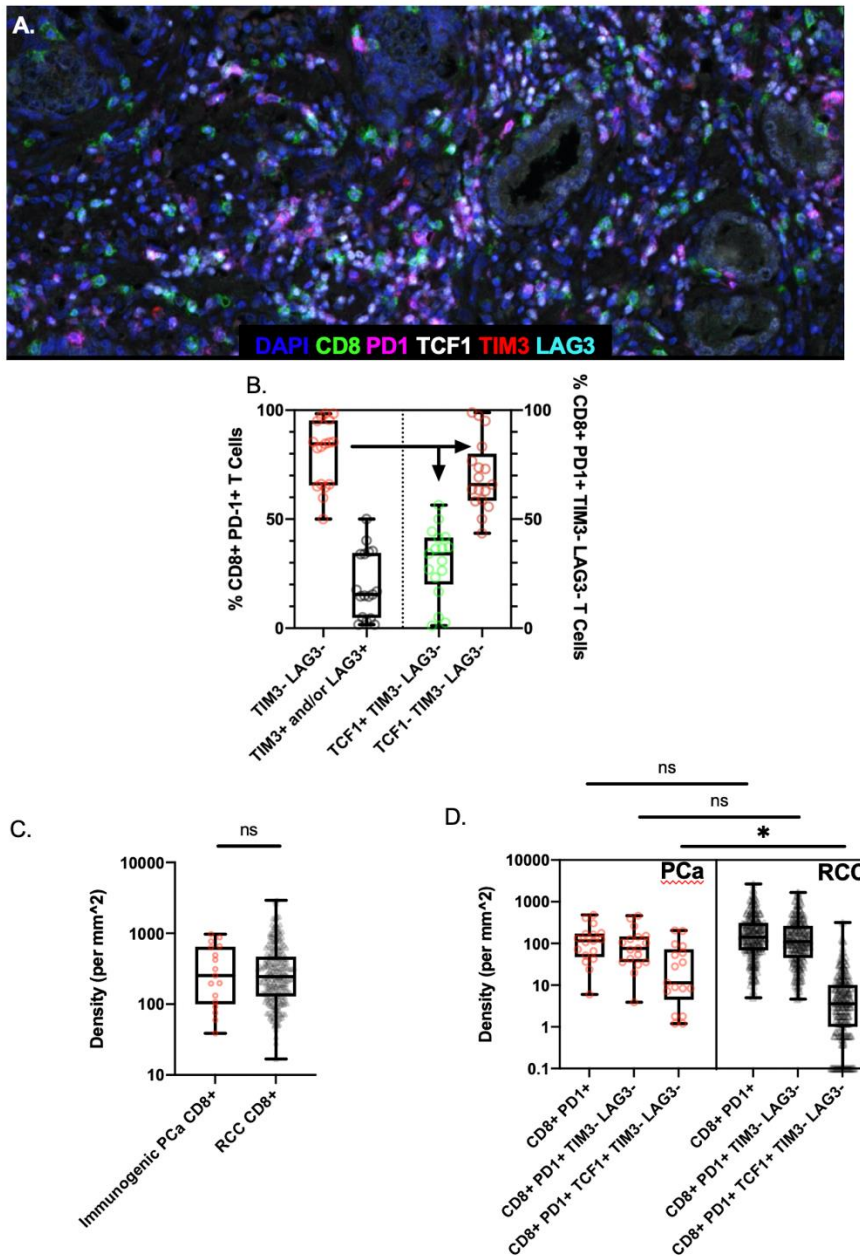 A.
DAPI CD8 PD1 TCF1 TIM3 LAG3
B.
% CD8+ PD-1+ T Cells
100
50
0
100
50
0
% CD8+ PD1+ TIM3- LAG3- T Cells
TIM3- LAG3-
TIM3+ and/or LAG3+
TCF1+ TIM3- LAG3-
TCF1- TIM3- LAG3-
C.
ns
Density (per mm^2)
10000
1000
100
10
Immunogenic PCa CD8+
RCC CD8+
D.
ns
ns
*
PCa
RCC
Density (per mm^2)
10000
1000
100
10
1
0.1
CD8+ PD1+
CD8+ PD1+ TIM3- LAG3-
CD8+ PD1+ TCF1+ TIM3- LAG3-
CD8+ PD1+
CD8+ PD1+ TIM3- LAG3-
CD8+ PD1+ TCF1+ TIM3- LAG3-